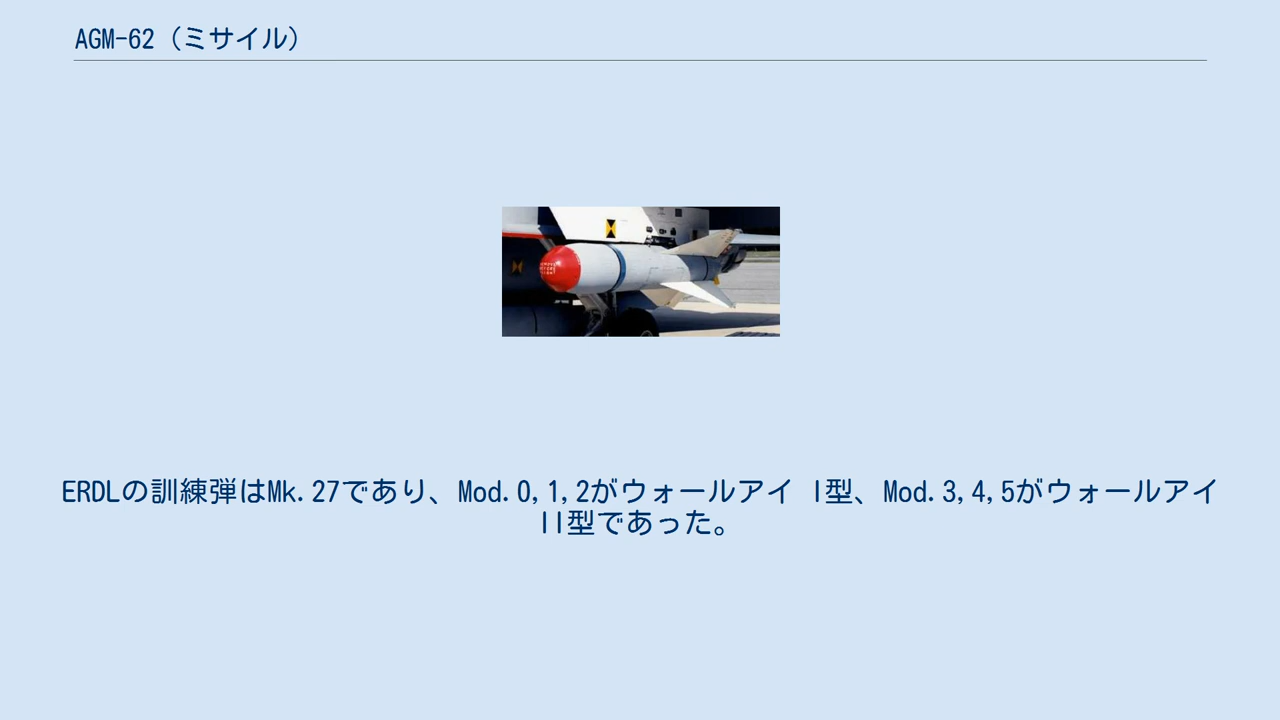 AGM-62（ミサイル）
ERDLの訓練弾はMk.27であり、Mod.0,1,2がウォールアイ I型、Mod.3,4,5がウォールアイ
II型であった。